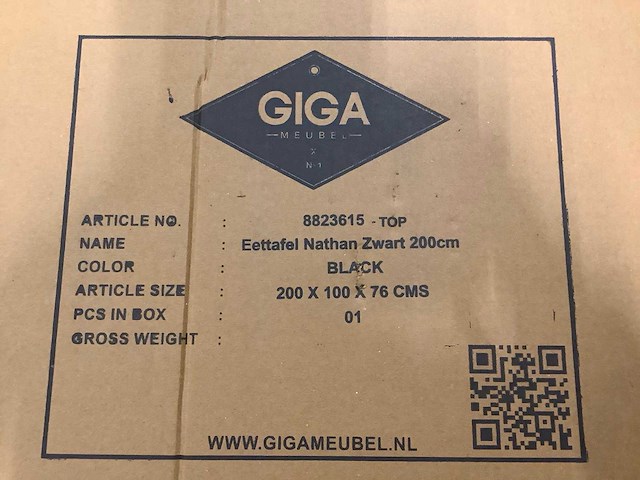 GIGA
MEUBEL
N-1
ARTICLE NO. : 8823615 - TOP
NAME : Eettafel Nathan Zwart 200cm
COLOR : BLACK
ARTICLE SIZE : 200 X 100 X 76 CMS
PCS IN BOX : 01
GROSS WEIGHT :
WWW.GIGAMEUBEL.NL